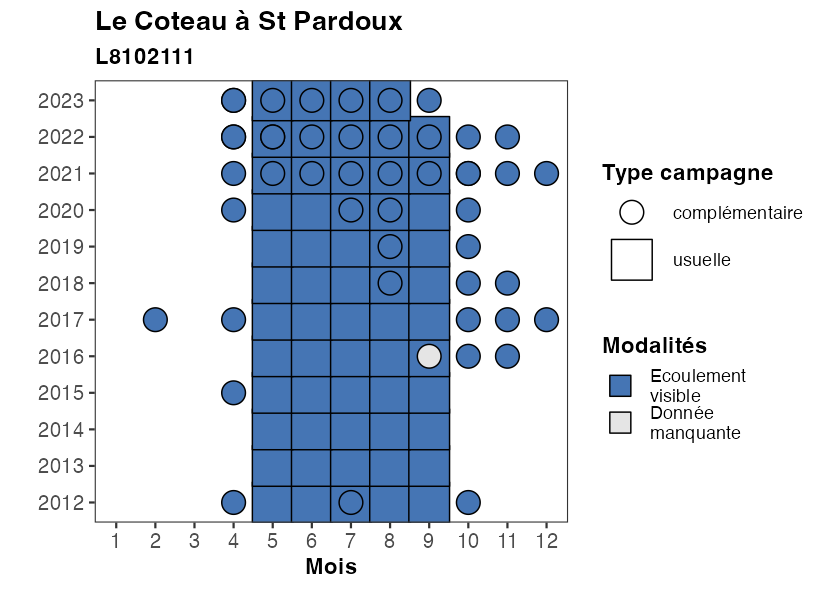 Le Coteau à St Pardoux
L8102111
2023
2022
2021
2020
2019
2018
2017
2016
2015
2014
2013
2012
1 2 3 4 5 6 7 8 9 10 11 12
Mois
Type campagne
complémentaire
usuelle
Modalités
Ecoulement
visible
Donnée
manquante